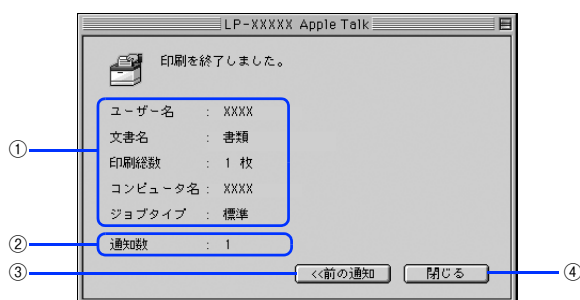 LP-XXXXX Apple Talk
印刷を終了しました。
ユーザー名 : XXXX
文書名 : 書類
印刷総数 : 1 枚
コンピュータ名 : XXXX
ジョブタイプ : 標準
通知数 : 1
<<前の通知 閉じる
①
②
③
④